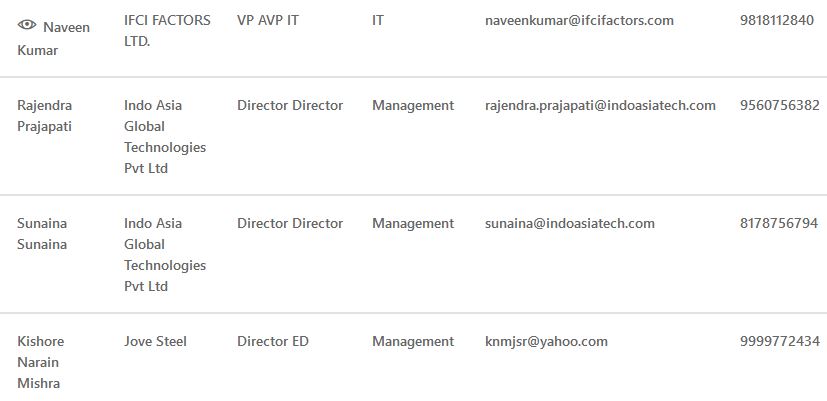 Naveen Kumar IFCI FACTORS LTD. VP AVP IT IT naveenkumar@ifcifactors.com 9818112840
Rajendra Prajapati Indo Asia Global Technologies Pvt Ltd Director Director Management rajendra.prajapati@indoasiatech.com 9560756382
Sunaina Sunaina Indo Asia Global Technologies Pvt Ltd Director Director Management sunaina@indoasiatech.com 8178756794
Kishore Narain Mishra Jove Steel Director ED Management knmjsr@yahoo.com 9999772434